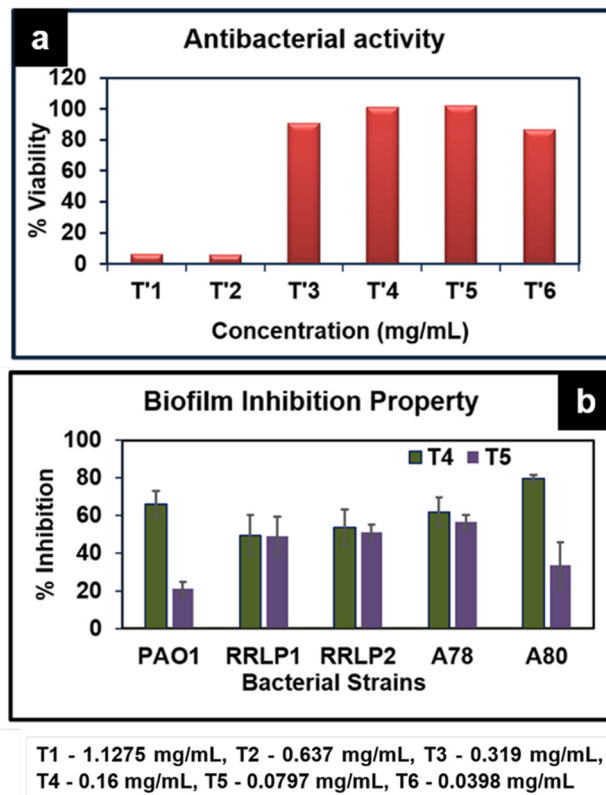 a
Antibacterial activity
120
100
80
60
40
20
0
% Viability
T'1 T'2 T'3 T'4 T'5 T'6
Concentration (mg/mL)
Biofilm Inhibition Property
b
100
80
60
40
20
0
% Inhibition
T4 T5
PAO1 RRLP1 RRLP2 A78 A80
Bacterial Strains
T1 - 1.1275 mg/mL, T2 - 0.637 mg/mL, T3 - 0.319 mg/mL,
T4 - 0.16 mg/mL, T5 - 0.0797 mg/mL, T6 - 0.0398 mg/mL